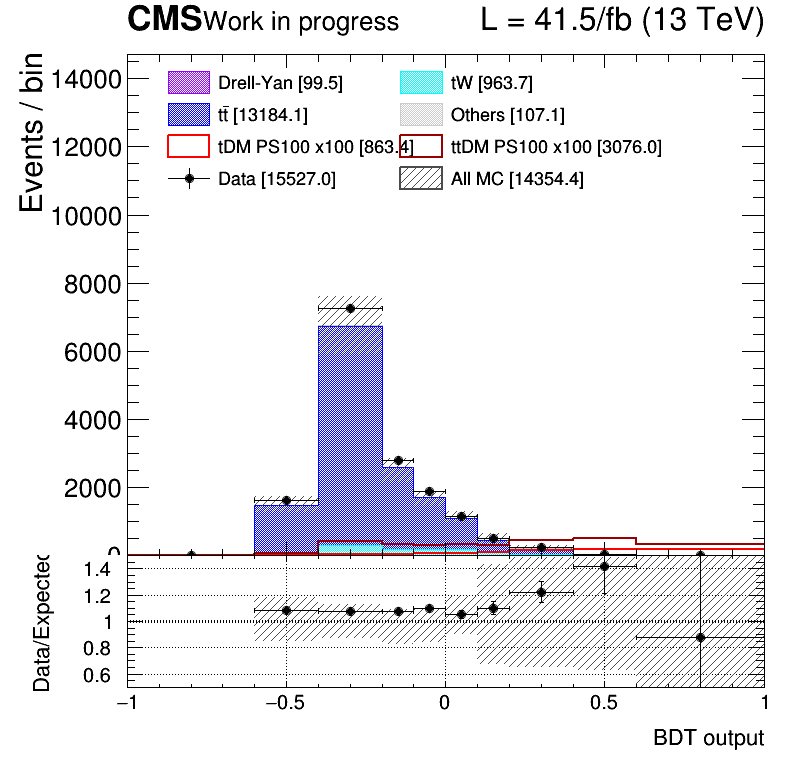 CMS Work in progress L = 41.5/fb (13 TeV)
Events / bin
14000
12000
10000
8000
6000
4000
2000
0
Drell-Yan [99.5] tW [963.7]
tt̄ [13184.1] Others [107.1]
tDM PS100 x100 [863.4] ttDM PS100 x100 [3076.0]
Data [15527.0] All MC [14354.4]
Data/Expected
1.4
1.2
1
0.8
0.6
−1 −0.5 0 0.5 1
BDT output